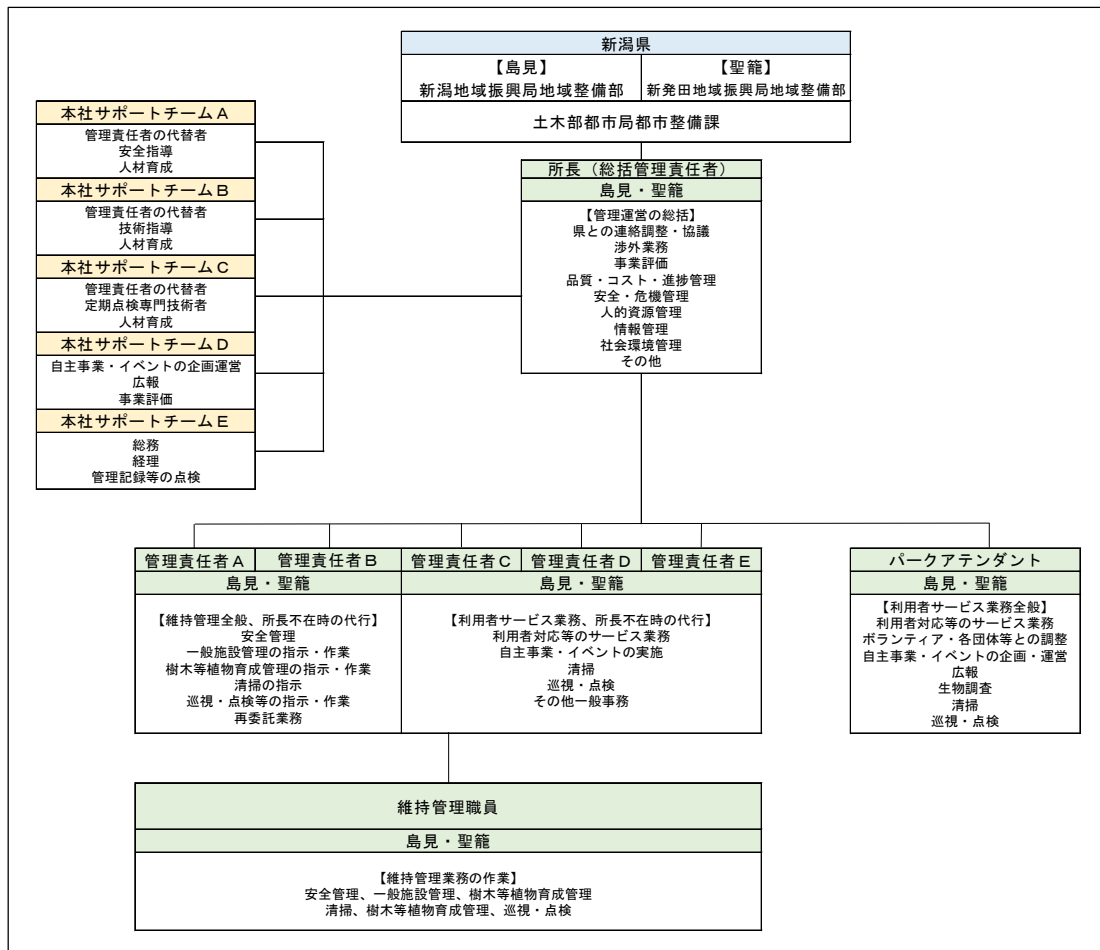 新潟県
【島見】
新潟地域振興局地域整備部
【聖籠】
新発田地域振興局地域整備部
土木部都市局都市整備課
本社サポートチームA
管理責任者の代替者
安全指導
人材育成
本社サポートチームB
管理責任者の代替者
技術指導
人材育成
本社サポートチームC
管理責任者の代替者
定期点検専門技術者
人材育成
本社サポートチームD
自主事業・イベントの企画運営
広報
事業評価
本社サポートチームE
総務
経理
管理記録等の点検
所長（総括管理責任者）
島見・聖籠
【管理運営の総括】
県との連絡調整・協議
渉外業務
事業評価
品質・コスト・進捗管理
安全・危機管理
人的資源管理
情報管理
社会環境管理
その他
管理責任者A
管理責任者B
島見・聖籠
【維持管理全般、所長不在時の代行】
安全管理
一般施設管理の指示・作業
樹木等植物育成管理の指示・作業
清掃の指示
巡視・点検等の指示・作業
再委託業務
管理責任者C
管理責任者D
管理責任者E
島見・聖籠
【利用者サービス業務、所長不在時の代行】
利用者対応等のサービス業務
自主事業・イベントの実施
清掃
巡視・点検
その他一般事務
パークアテンダント
島見・聖籠
【利用者サービス業務全般】
利用者対応等のサービス業務
ボランティア・各団体等との調整
自主事業・イベントの企画・運営
広報
生物調査
清掃
巡視・点検
維持管理職員
島見・聖籠
【維持管理業務の作業】
安全管理、一般施設管理、樹木等植物育成管理
清掃、樹木等植物育成管理、巡視・点検